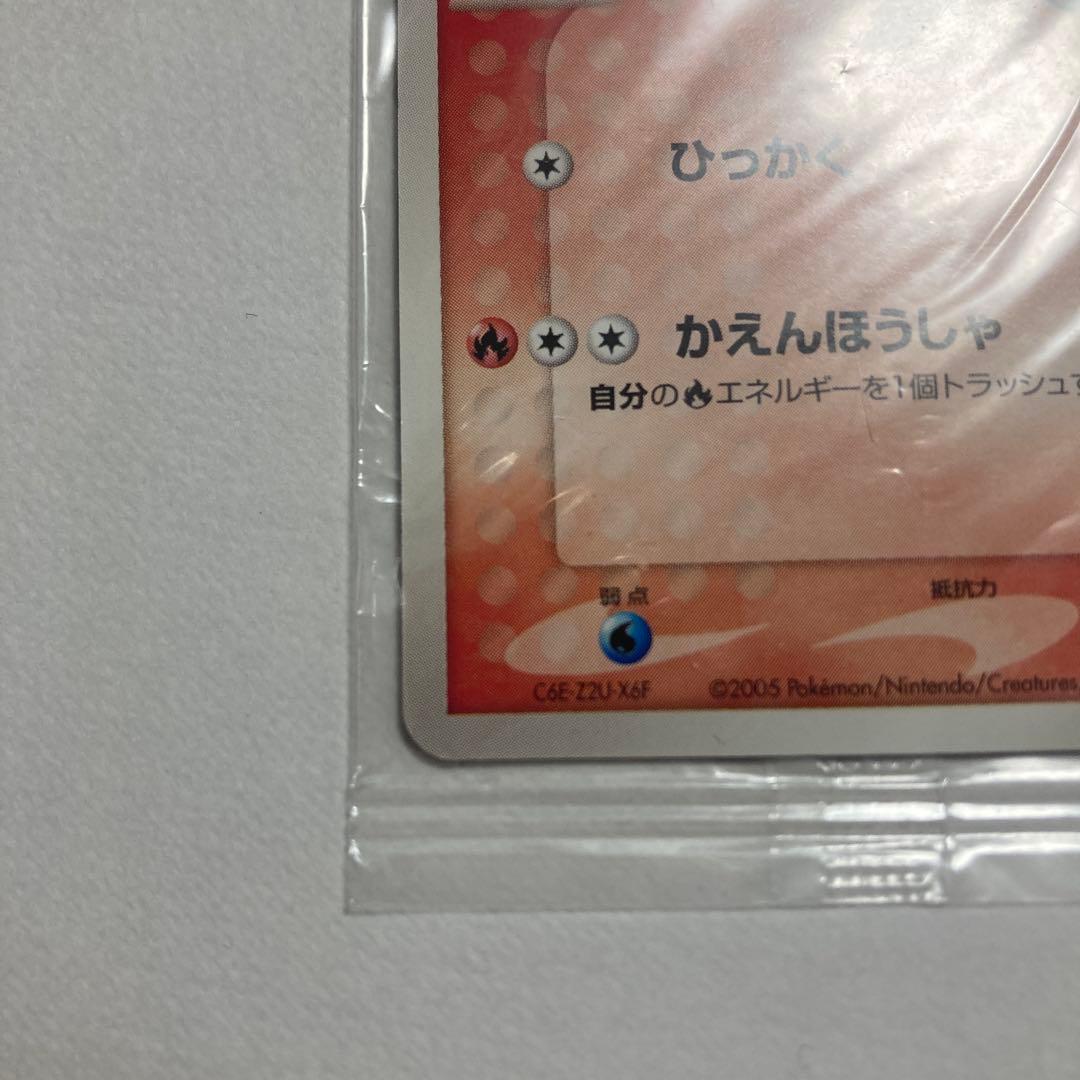 ひっかく
かえんほうしゃ
自分のエネルギーを1個トラッシュす
弱点
抵抗力
C6E-Z2U-X6F
©2005 Pokémon/Nintendo/Creatures